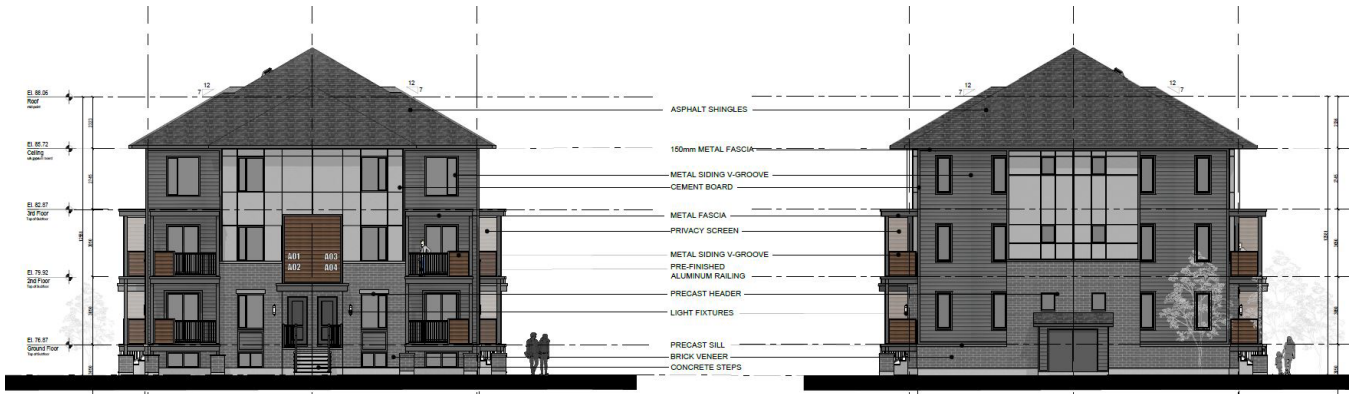 12
7
12
7
12
7
12
7
El. 88.06
Roof
El. 85.72
Ceiling
El. 82.87
3rd Floor
El. 79.92
2nd Floor
El. 76.87
Ground Floor
A01 A03
A02 A04
ASPHALT SHINGLES
150mm METAL FASCIA
METAL SIDING V-GROOVE
CEMENT BOARD
METAL FASCIA
PRIVACY SCREEN
METAL SIDING V-GROOVE
PRE-FINISHED
ALUMINUM RAILING
PRECAST HEADER
LIGHT FIXTURES
PRECAST SILL
BRICK VENEER
CONCRETE STEPS